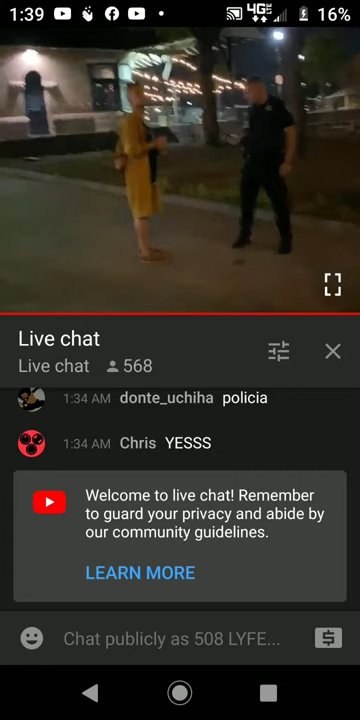 1:39
4G
LTE
16%
Live chat
Live chat 568
1:34 AM donte_uchiha policia
1:34 AM Chris YESSS
Welcome to live chat! Remember
to guard your privacy and abide by
our community guidelines.
LEARN MORE
Chat publicly as 508 LYFE...